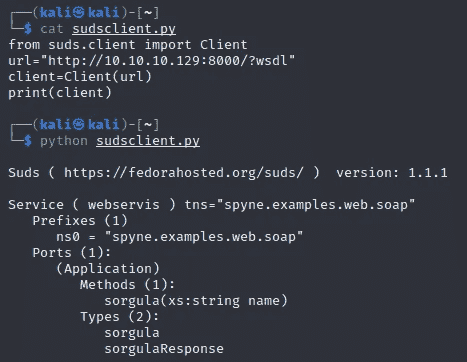 ┌──(kali㉿kali)-[~]
└─$ cat sudsclient.py
from suds.client import Client
url="http://10.10.10.129:8000/?wsdl"
client=Client(url)
print(client)
┌──(kali㉿kali)-[~]
└─$ python sudsclient.py
Suds ( https://fedorahosted.org/suds/ )  version: 1.1.1
Service ( webservis ) tns="spyne.examples.web.soap"
   Prefixes (1)
      ns0 = "spyne.examples.web.soap"
   Ports (1):
      (Application)
         Methods (1):
            sorgula(xs:string name)
         Types (2):
            sorgula
            sorgulaResponse